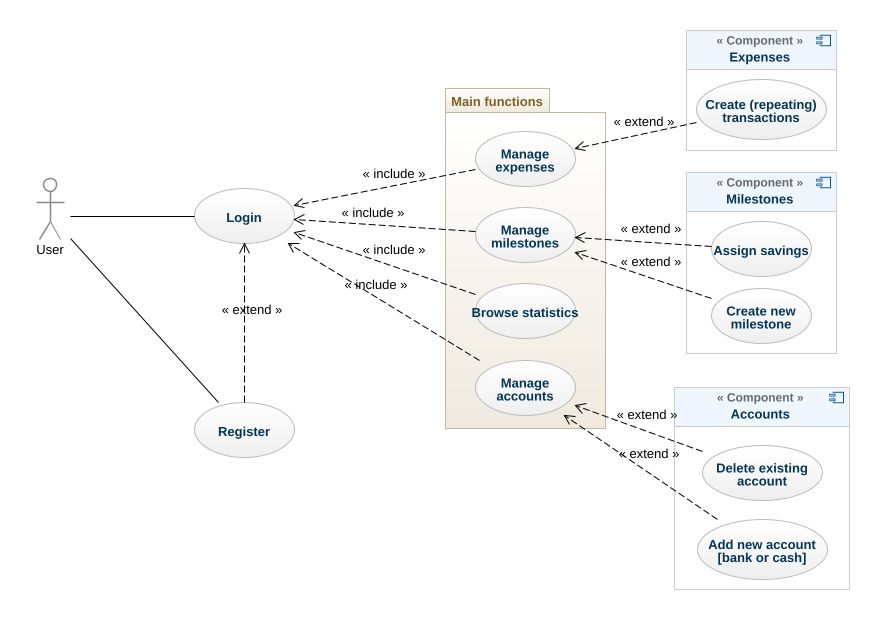 « Component »
Expenses
Create (repeating)
transactions
Main functions
« extend »
Manage
expenses
« include »
« Component »
Milestones
Assign savings
Create new
milestone
User
Login
« include »
Manage
milestones
« extend »
« extend »
« include »
« include »
Browse statistics
« extend »
Manage
accounts
Register
« Component »
Accounts
« extend »
« extend »
Delete existing
account
Add new account
[bank or cash]